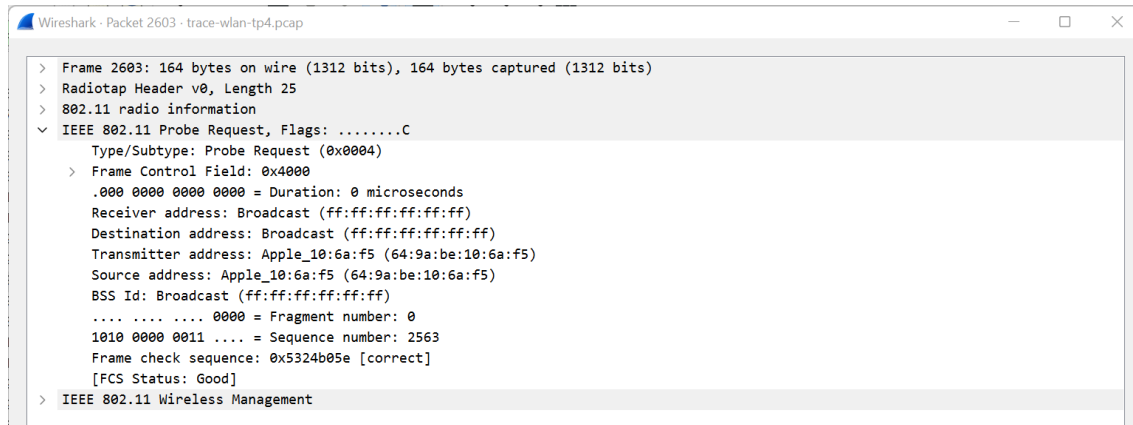 Wireshark · Packet 2603 · trace-wlan-tp4.pcap
> Frame 2603: 164 bytes on wire (1312 bits), 164 bytes captured (1312 bits)
> Radiotap Header v0, Length 25
> 802.11 radio information
IEEE 802.11 Probe Request, Flags: ........C
Type/Subtype: Probe Request (0x0004)
> Frame Control Field: 0x4000
.000 0000 0000 0000 = Duration: 0 microseconds
Receiver address: Broadcast (ff:ff:ff:ff:ff:ff)
Destination address: Broadcast (ff:ff:ff:ff:ff:ff)
Transmitter address: Apple_10:6a:f5 (64:9a:be:10:6a:f5)
Source address: Apple_10:6a:f5 (64:9a:be:10:6a:f5)
BSS Id: Broadcast (ff:ff:ff:ff:ff:ff)
.... .... .... 0000 = Fragment number: 0
1010 0000 0011 .... = Sequence number: 2563
Frame check sequence: 0x5324b05e [correct]
[FCS Status: Good]
> IEEE 802.11 Wireless Management